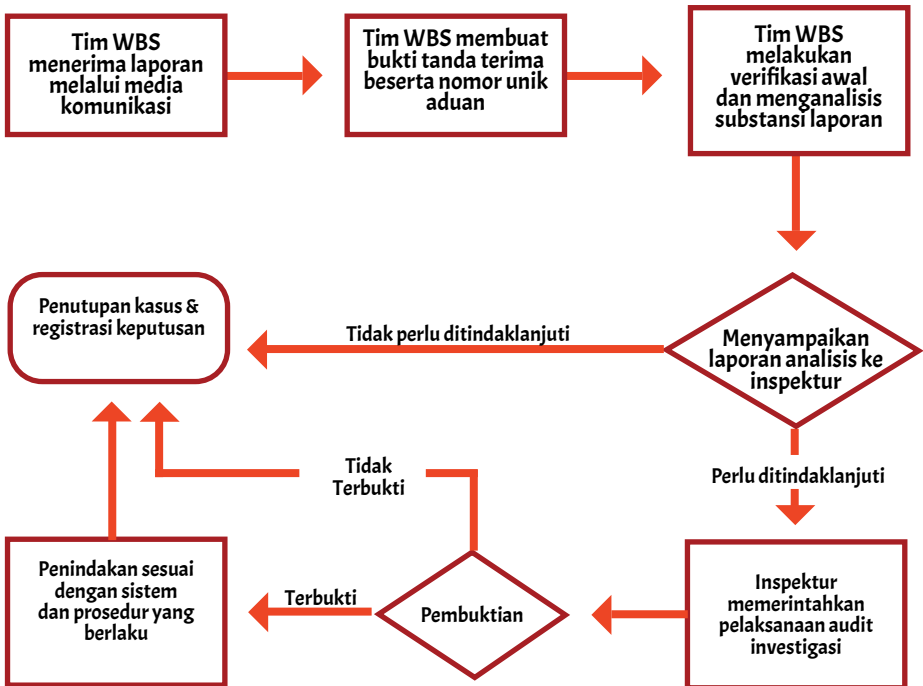 Tim WBS
menerima laporan
melalui media
komunikasi
Tim WBS membuat
bukti tanda terima
beserta nomor unik
aduan
Tim WBS
melakukan
verifikasi awal
dan menganalisis
substansi laporan
Menyampaikan
laporan analisis ke
inspektur
Tidak perlu ditindaklanjuti
Penutupan kasus &
registrasi keputusan
Perlu ditindaklanjuti
Inspektur
memerintahkan
pelaksanaan audit
investigasi
Pembuktian
Tidak
Terbukti
Terbukti
Penindakan sesuai
dengan sistem
dan prosedur yang
berlaku